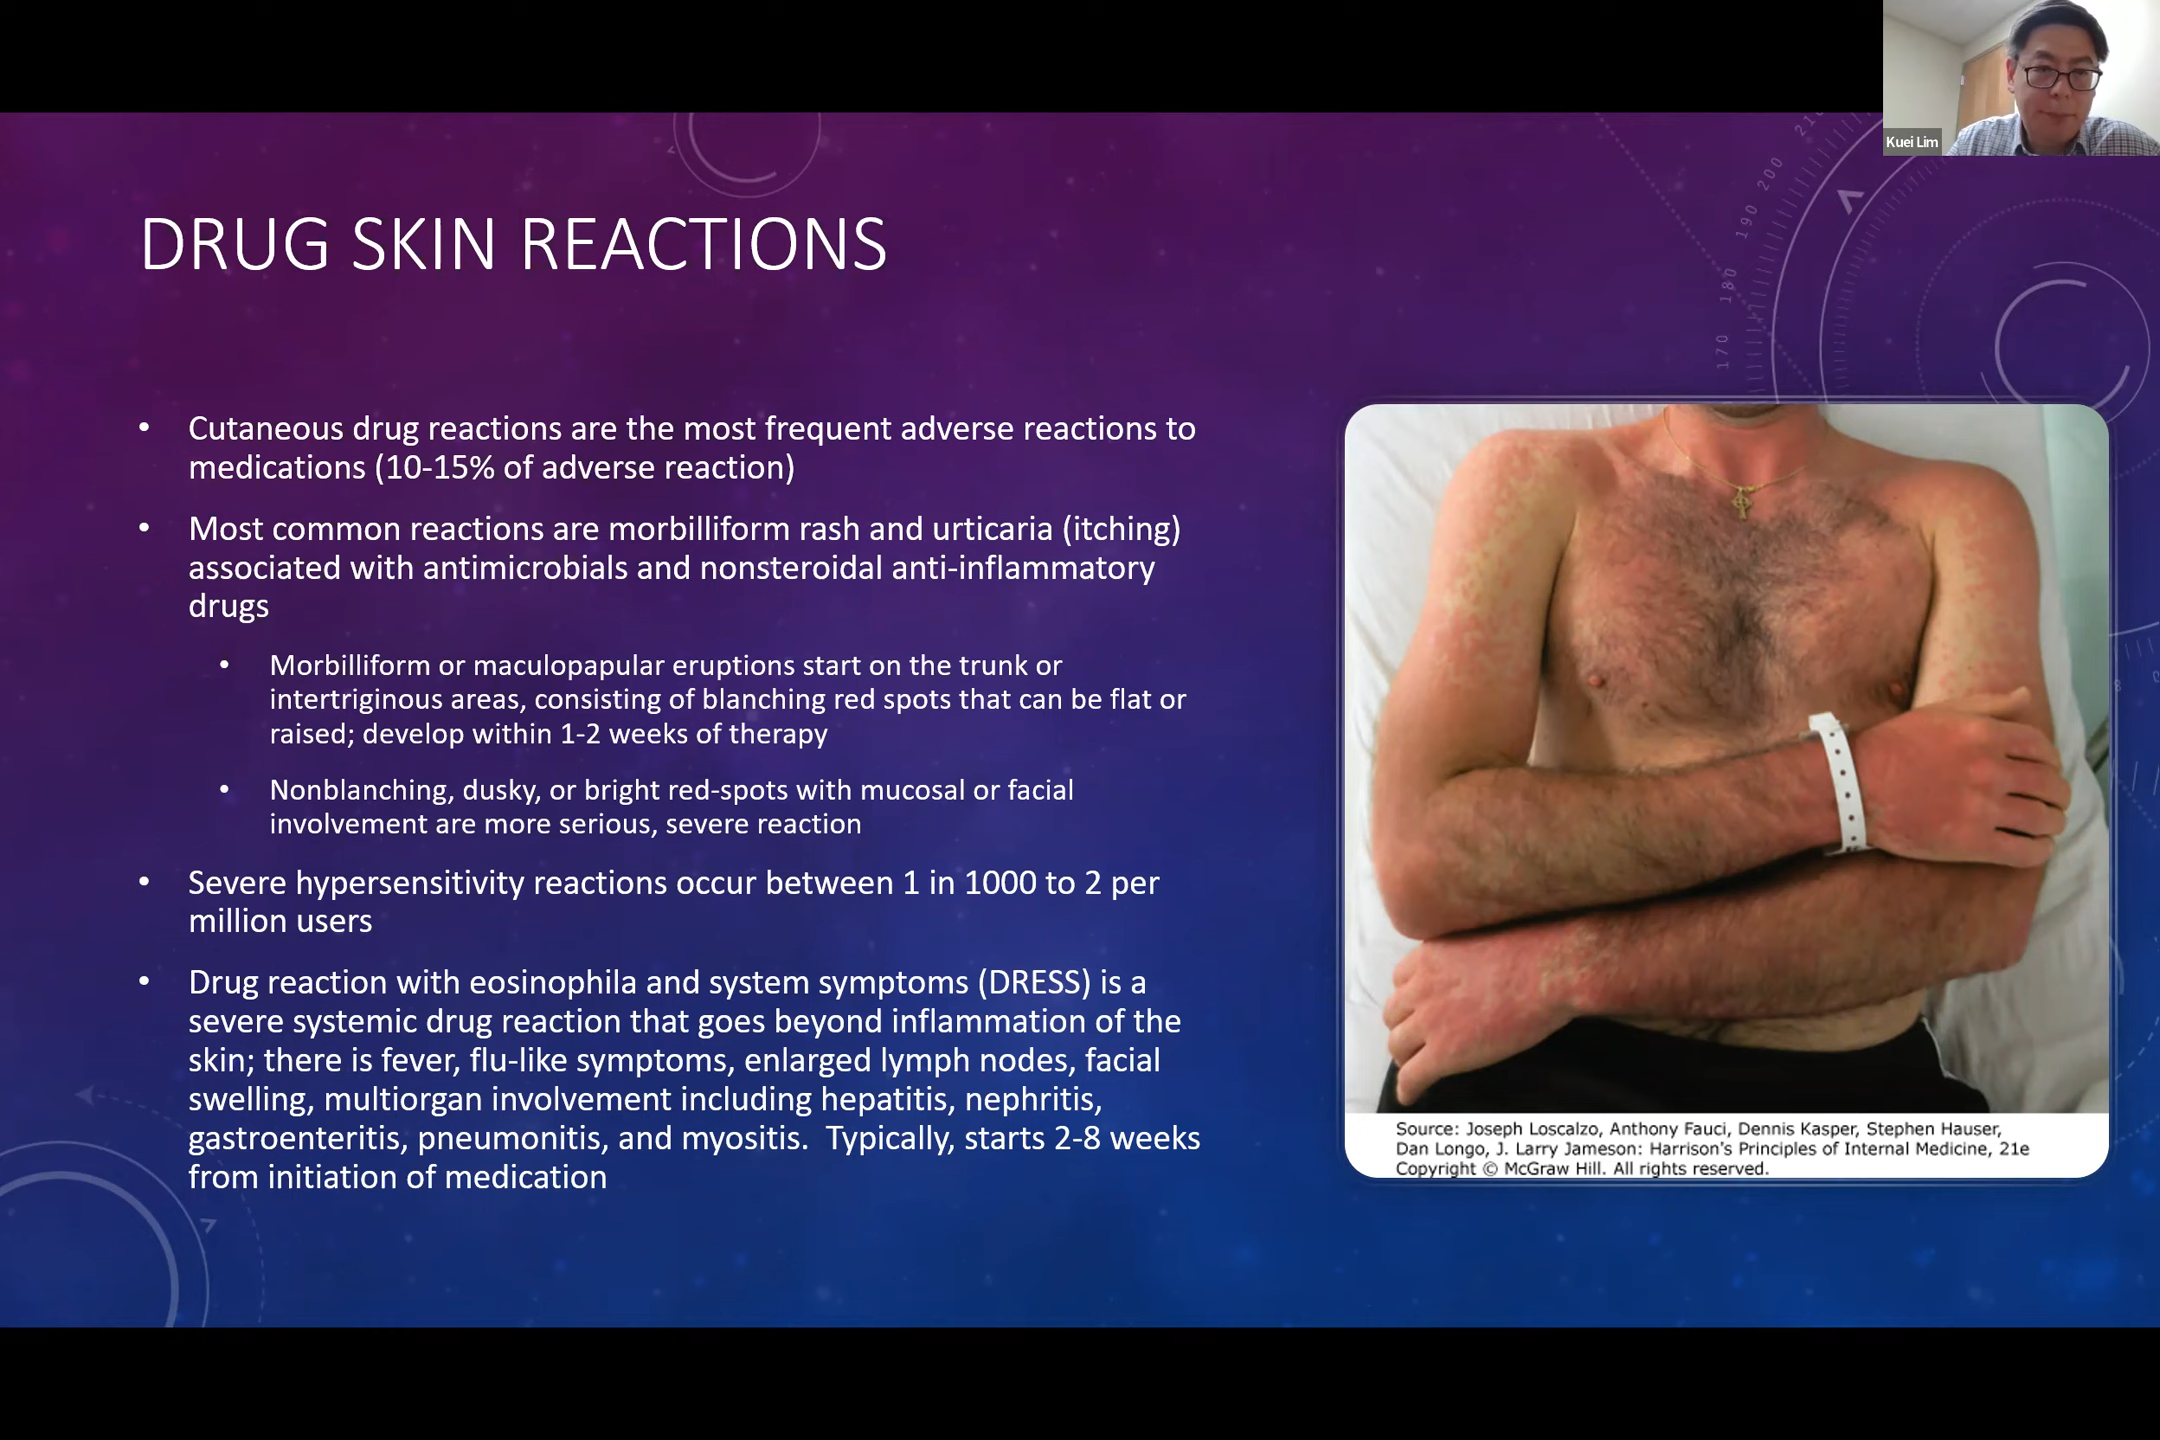 Kuei Lim
DRUG SKIN REACTIONS
• Cutaneous drug reactions are the most frequent adverse reactions to
medications (10-15% of adverse reaction)
• Most common reactions are morbilliform rash and urticaria (itching)
associated with antimicrobials and nonsteroidal anti-inflammatory
drugs
• Morbilliform or maculopapular eruptions start on the trunk or
intertriginous areas, consisting of blanching red spots that can be flat or
raised; develop within 1-2 weeks of therapy
• Nonblanching, dusky, or bright red-spots with mucosal or facial
involvement are more serious, severe reaction
• Severe hypersensitivity reactions occur between 1 in 1000 to 2 per
million users
• Drug reaction with eosinophila and system symptoms (DRESS) is a
severe systemic drug reaction that goes beyond inflammation of the
skin; there is fever, flu-like symptoms, enlarged lymph nodes, facial
swelling, multiorgan involvement including hepatitis, nephritis,
gastroenteritis, pneumonitis, and myositis.  Typically, starts 2-8 weeks
from initiation of medication
210
200
190
180
170
Source: Joseph Loscalzo, Anthony Fauci, Dennis Kasper, Stephen Hauser,
Dan Longo, J. Larry Jameson: Harrison's Principles of Internal Medicine, 21e
Copyright © McGraw Hill. All rights reserved.